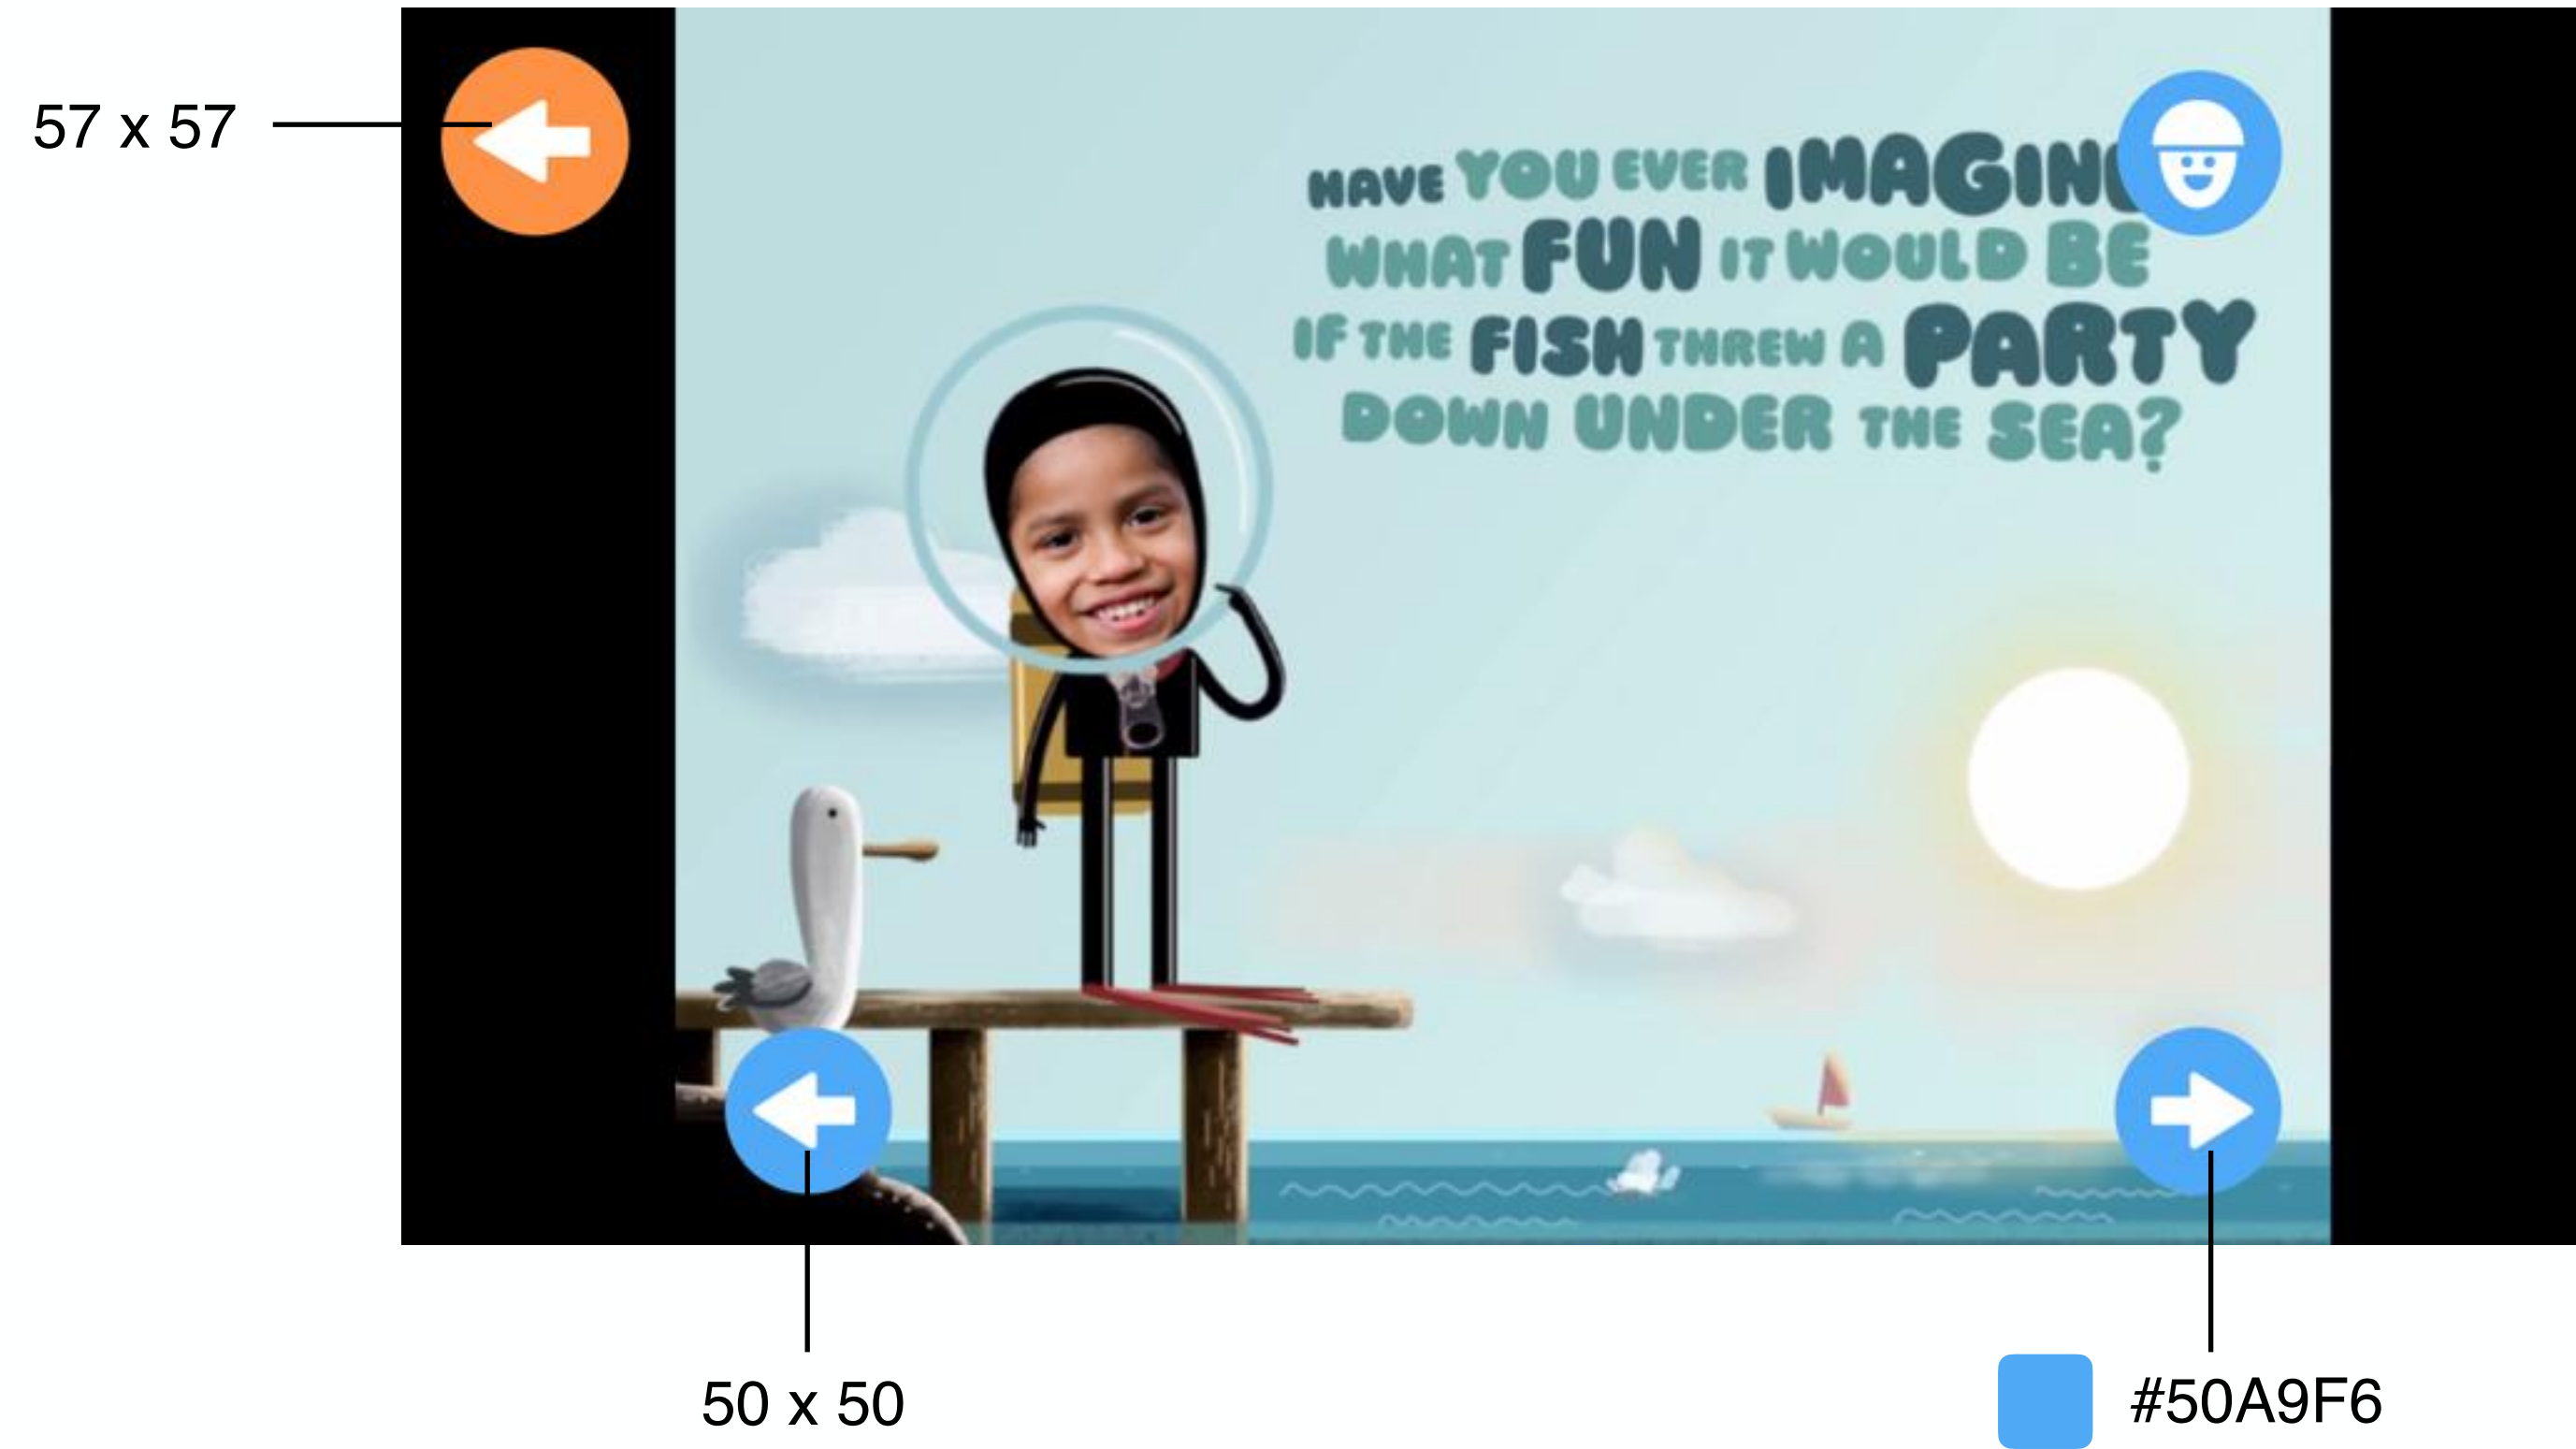 57 x 57
HAVE YOU EVER IMAGINE
WHAT FUN IT WOULD BE
IF THE FISH THREW A PARTY
DOWN UNDER THE SEA?
50 x 50
#50A9F6